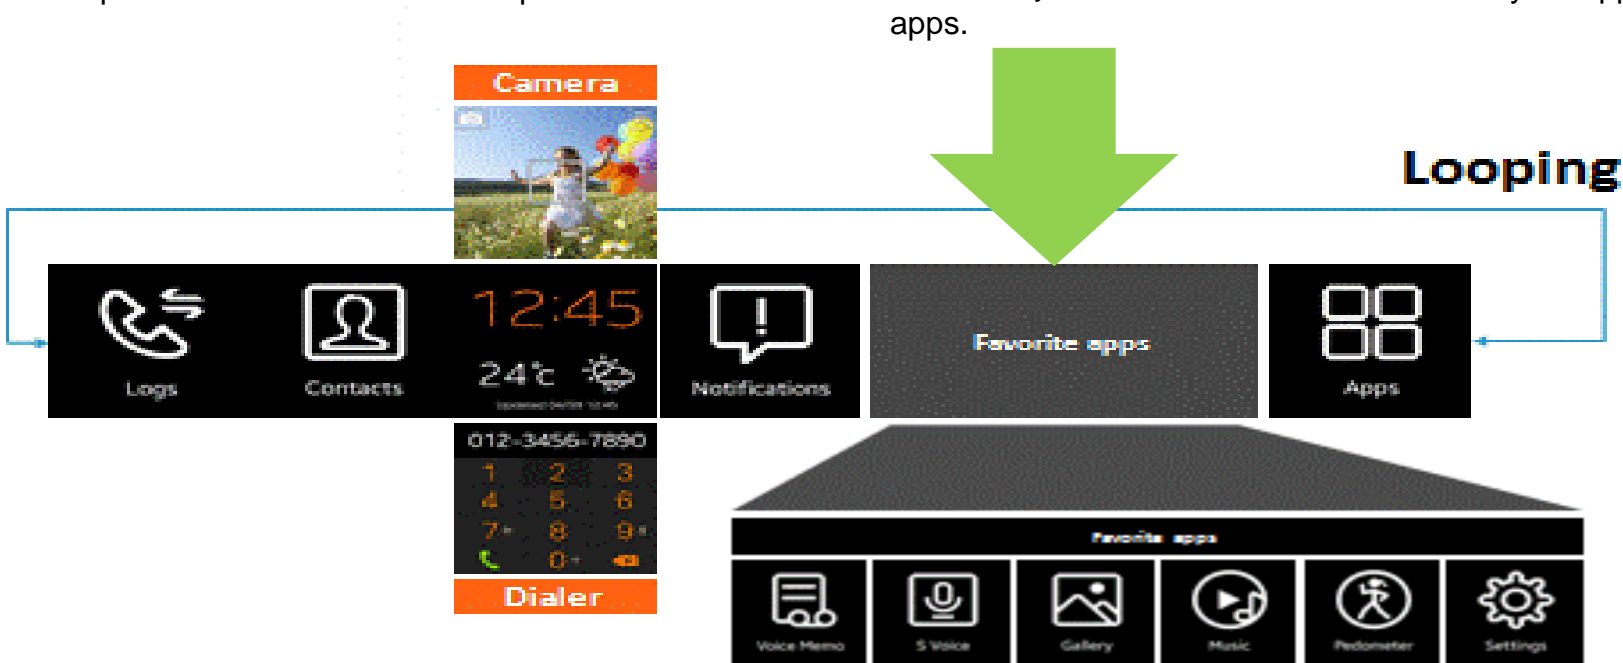 apps.
Camera
Looping
12:45
24°c
Logs
Contacts
Notifications
Favorite apps
Apps
012-3456-7890
1 2 3
4 5 6
7 8 9
0
Dialer
Favorite apps
Voice Memo
S Voice
Gallery
Music
Pedometer
Settings